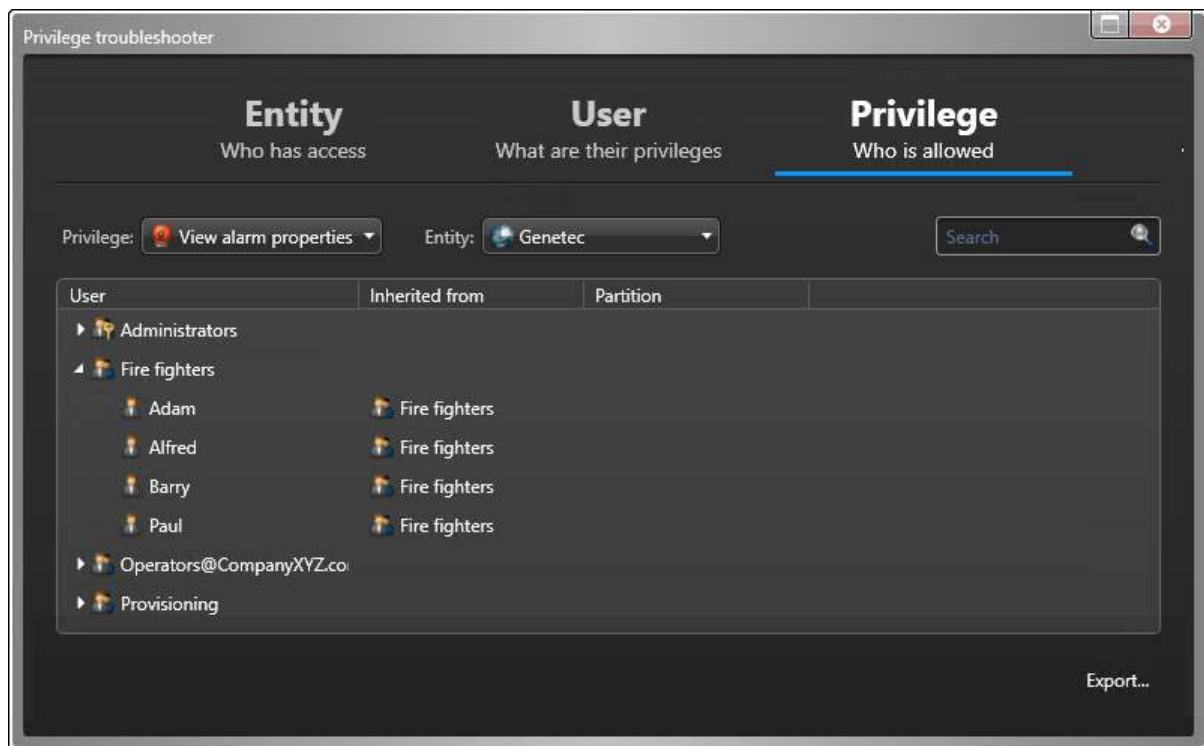 Privilege troubleshooter
Entity User Privilege
Who has access What are their privileges Who is allowed
Privilege: View alarm properties Entity: Genetec Search
User Inherited from Partition
Administrators
Fire fighters
Adam Fire fighters
Alfred Fire fighters
Barry Fire fighters
Paul Fire fighters
Operators@CompanyXYZ.co
Provisioning
Export...